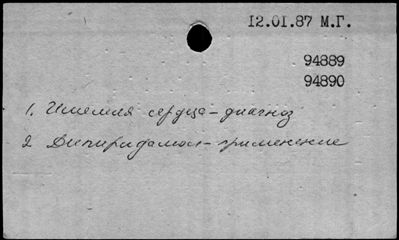 12.01.87 М.Г.
94889
94890
1. Ишемия сердца - диагноз
2. Дипиридамол - применение